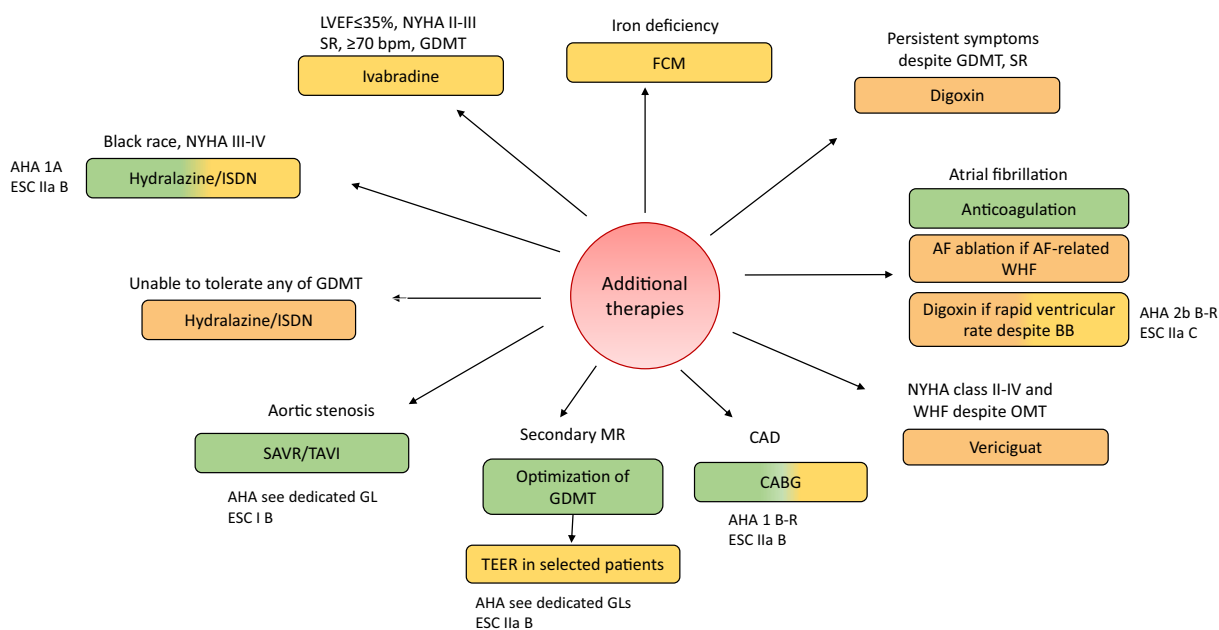 LVEF≤35%, NYHA II-III
SR, ≥70 bpm, GDMT
Ivabradine
Iron deficiency
FCM
Persistent symptoms
despite GDMT, SR
Digoxin
Black race, NYHA III-IV
AHA 1A
ESC IIa B
Hydralazine/ISDN
Atrial fibrillation
Anticoagulation
AF ablation if AF-related
WHF
Digoxin if rapid ventricular
rate despite BB
AHA 2b B-R
ESC IIa C
Additional
therapies
Unable to tolerate any of GDMT
Hydralazine/ISDN
NYHA class II-IV and
WHF despite OMT
Vericiguat
Aortic stenosis
SAVR/TAVI
AHA see dedicated GL
ESC I B
Secondary MR
Optimization of
GDMT
TEER in selected patients
AHA see dedicated GLs
ESC IIa B
CAD
CABG
AHA 1 B-R
ESC IIa B